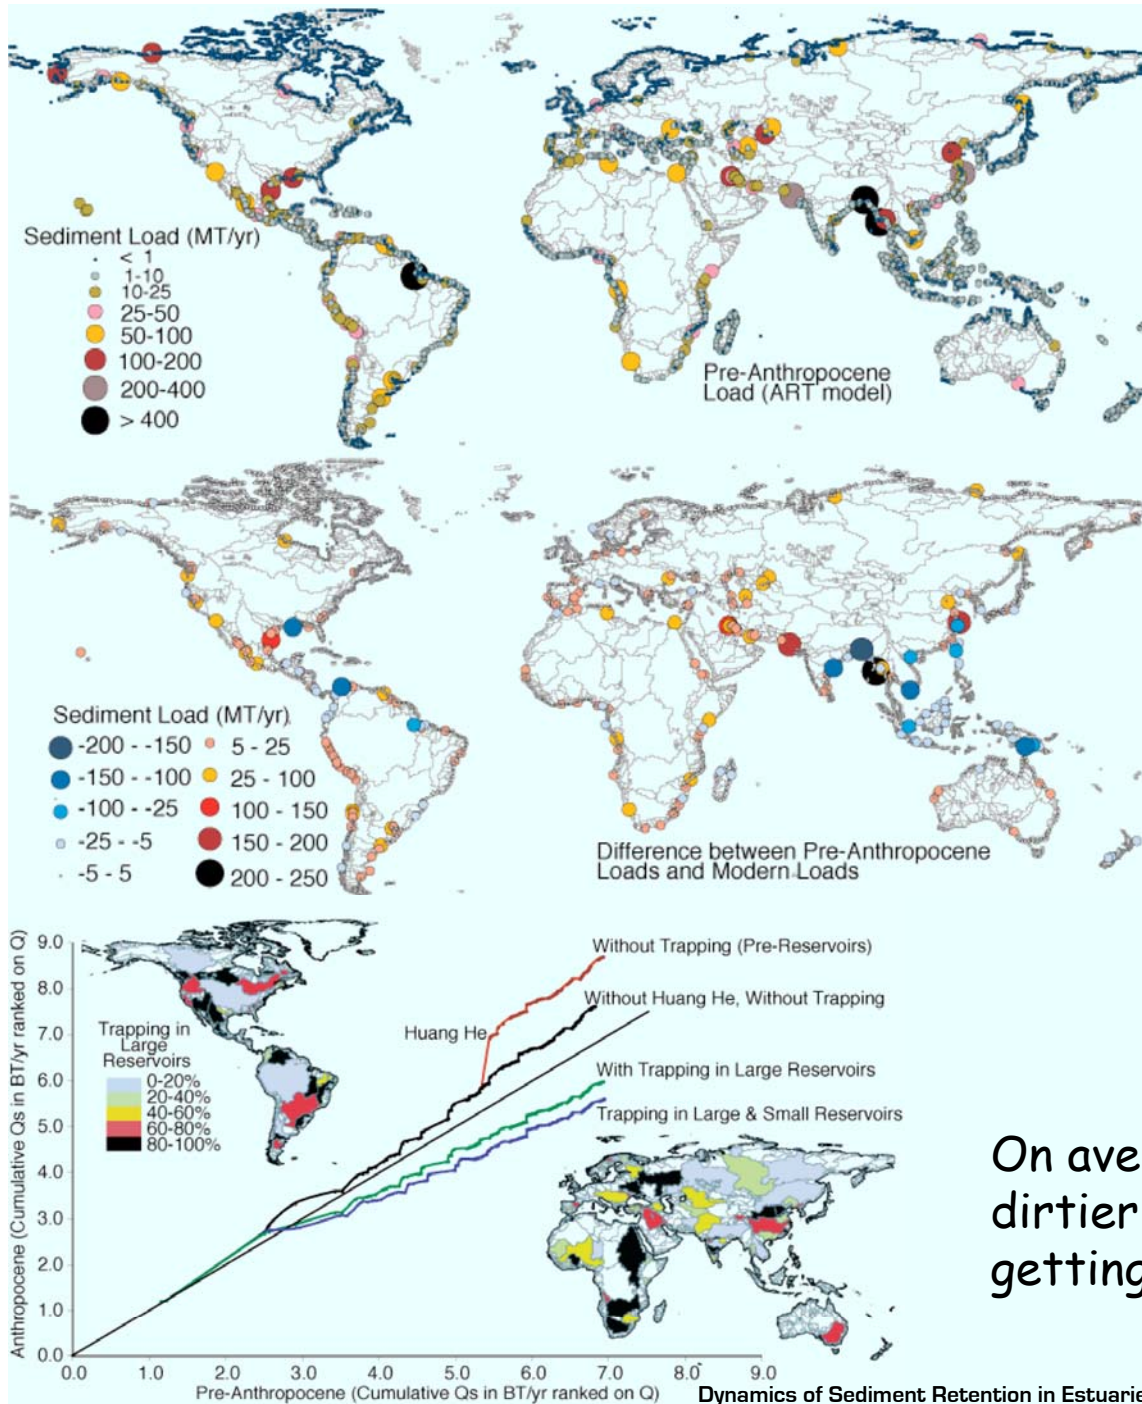 Sediment Load (MT/yr)
< 1
1-10
10-25
25-50
50-100
100-200
200-400
> 400
Pre-Anthropocene
Load (ART model)
Sediment Load (MT/yr)
-200 - -150
-150 - -100
-100 - -25
-25 - -5
-5 - 5
5 - 25
25 - 100
100 - 150
150 - 200
200 - 250
Difference between Pre-Anthropocene
Loads and Modern Loads
Anthropocene (Cumulative Qs in BT/yr ranked on Q)
9.0
8.0
7.0
6.0
5.0
4.0
3.0
2.0
1.0
0.0
Trapping in
Large
Reservoirs
0-20%
20-40%
40-60%
60-80%
80-100%
Without Trapping (Pre-Reservoirs)
Without Huang He, Without Trapping
Huang He
With Trapping in Large Reservoirs
Trapping in Large & Small Reservoirs
0.0 1.0 2.0 3.0 4.0 5.0 6.0 7.0 8.0 9.0
Pre-Anthropocene (Cumulative Qs in BT/yr ranked on Q)
On ave
dirtier
getting
Dynamics of Sediment Retention in Estuarie